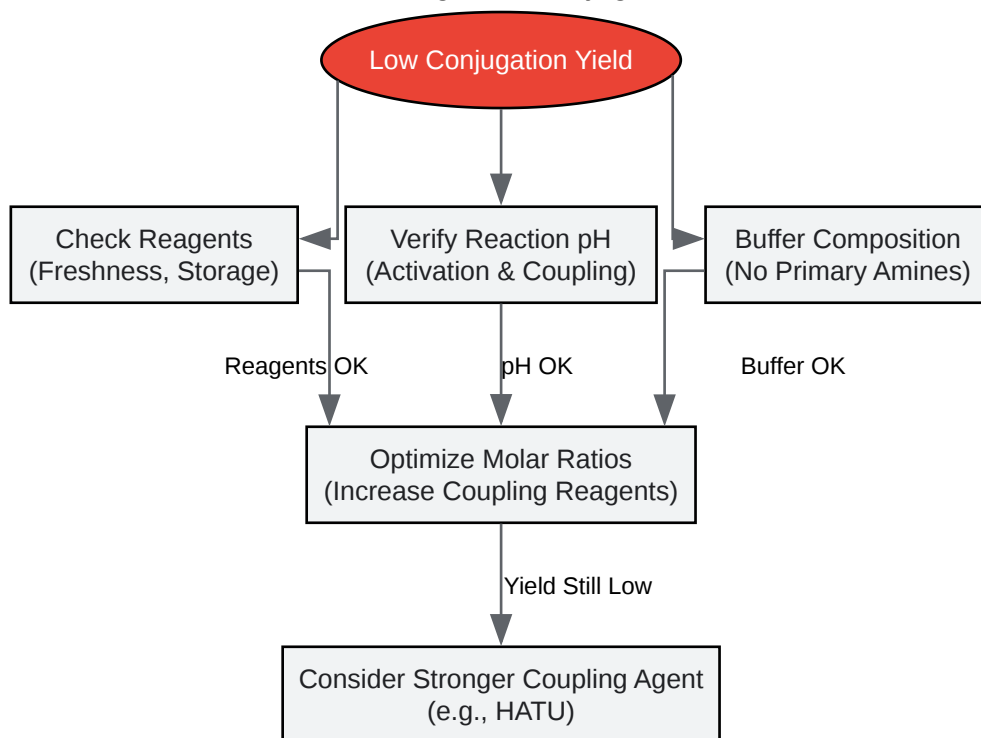 Low Conjugation Yield
Check Reagents
(Freshness, Storage)
Verify Reaction pH
(Activation & Coupling)
Buffer Composition
(No Primary Amines)
Reagents OK
pH OK
Buffer OK
Optimize Molar Ratios
(Increase Coupling Reagents)
Yield Still Low
Consider Stronger Coupling Agent
(e.g., HATU)